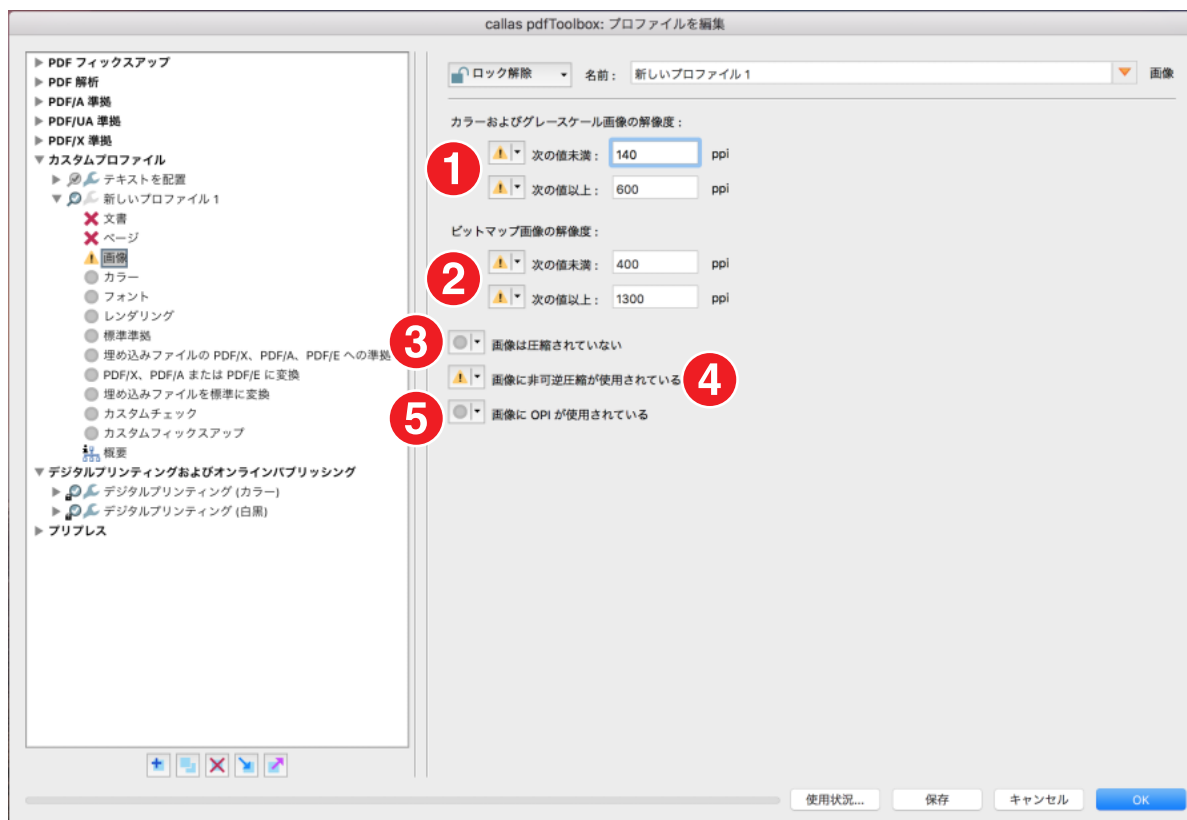 callas pdfToolbox: プロファイルを編集
PDF フィックスアップ
PDF 解析
PDF/A 準拠
PDF/UA 準拠
PDF/X 準拠
カスタムプロファイル
テキストを配置
新しいプロファイル 1
文書
ページ
画像
カラー
フォント
レンダリング
標準準拠
埋め込みファイルの PDF/X、PDF/A、PDF/E への準拠
PDF/X、PDF/A または PDF/E に変換
埋め込みファイルを標準に変換
カスタムチェック
カスタムフィックスアップ
概要
デジタルプリンティングおよびオンラインパブリッシング
デジタルプリンティング (カラー)
デジタルプリンティング (白黒)
プリプレス
ロック解除 名前: 新しいプロファイル 1 画像
カラーおよびグレースケール画像の解像度:
1
次の値未満: 140 ppi
次の値以上: 600 ppi
ビットマップ画像の解像度:
2
次の値未満: 400 ppi
次の値以上: 1300 ppi
3 画像は圧縮されていない
画像に非可逆圧縮が使用されている 4
5 画像に OPI が使用されている
使用状況... 保存 キャンセル OK